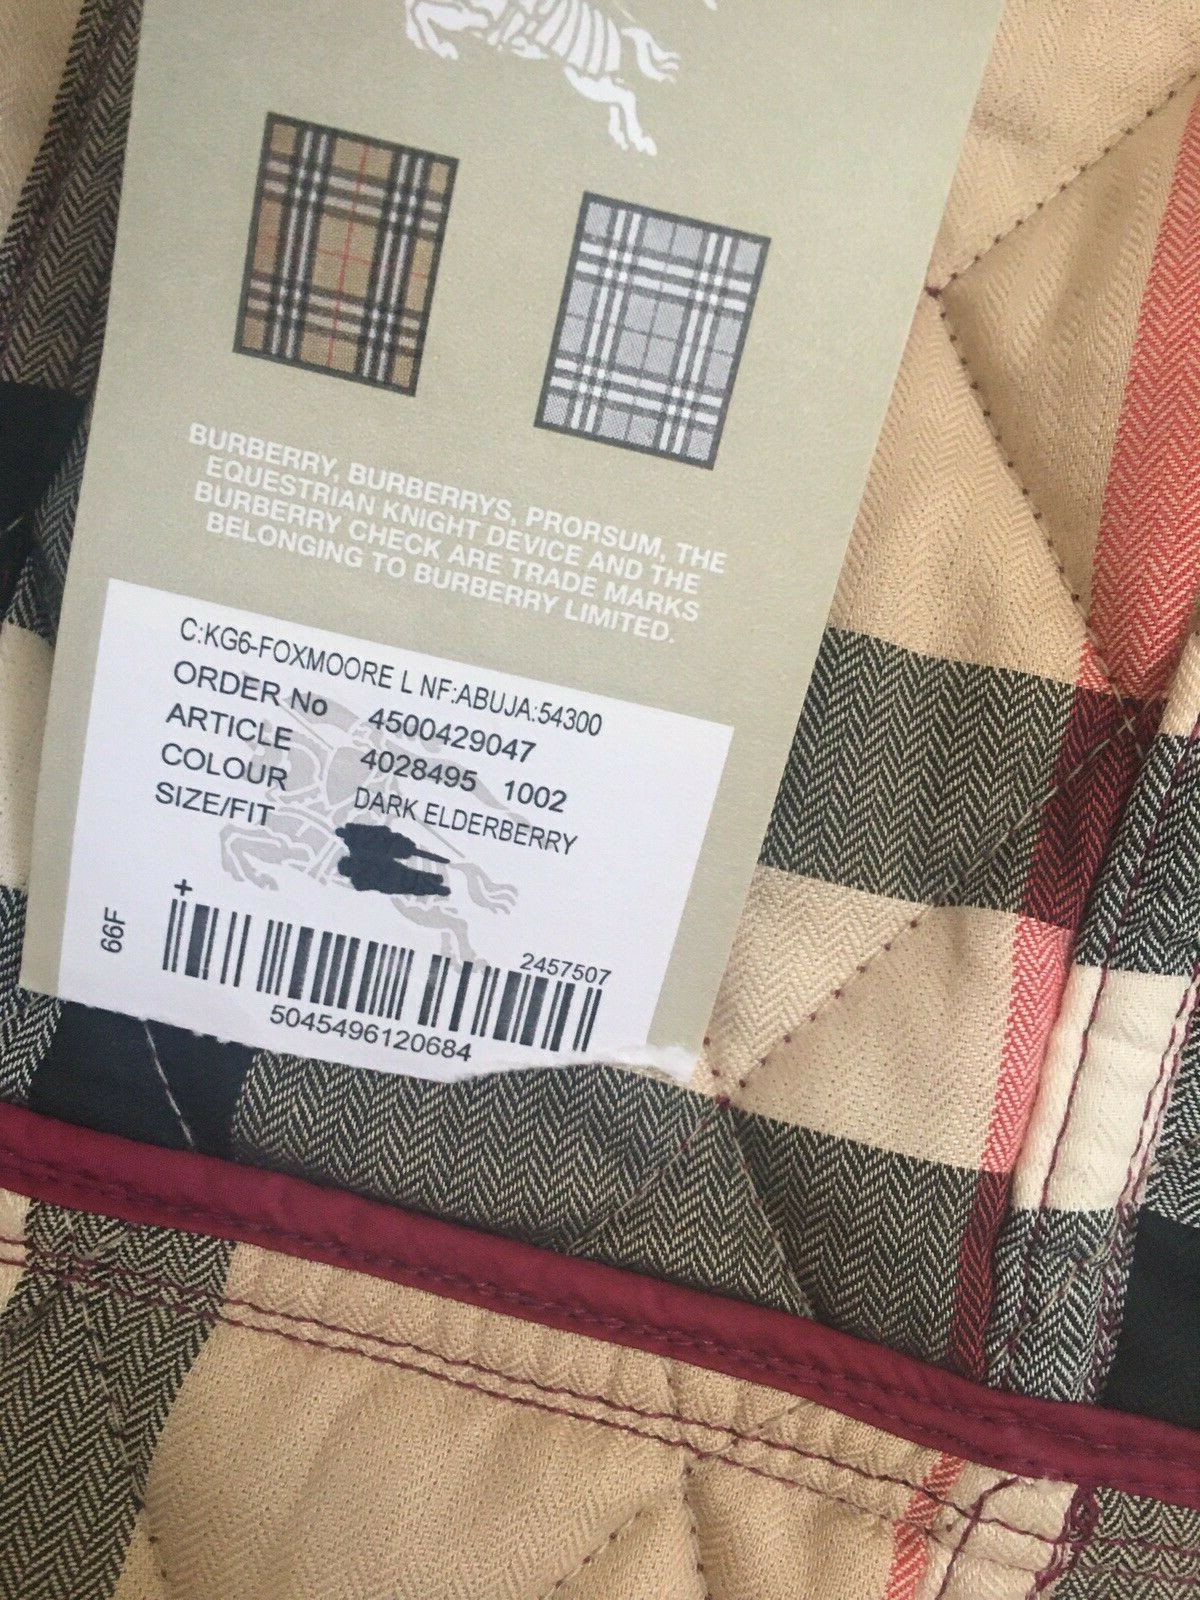 BURBERRY, BURBERRYS, PRORSUM, THE
EQUESTRIAN KNIGHT DEVICE AND THE
BURBERRY CHECK ARE TRADE MARKS
BELONGING TO BURBERRY LIMITED.
C:KG6-FOXMOORE L NF:ABUJA:54300
ORDER No 4500429047
ARTICLE 4028495 1002
COLOUR DARK ELDERBERRY
SIZE/FIT
+
66F
2457507
5045496120684